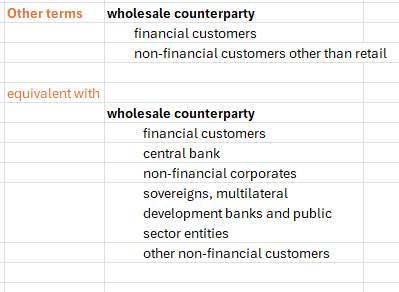 Other terms wholesale counterparty
financial customers
non-financial customers other than retail
equivalent with
wholesale counterparty
financial customers
central bank
non-financial corporates
sovereigns, multilateral
development banks and public
sector entities
other non-financial customers